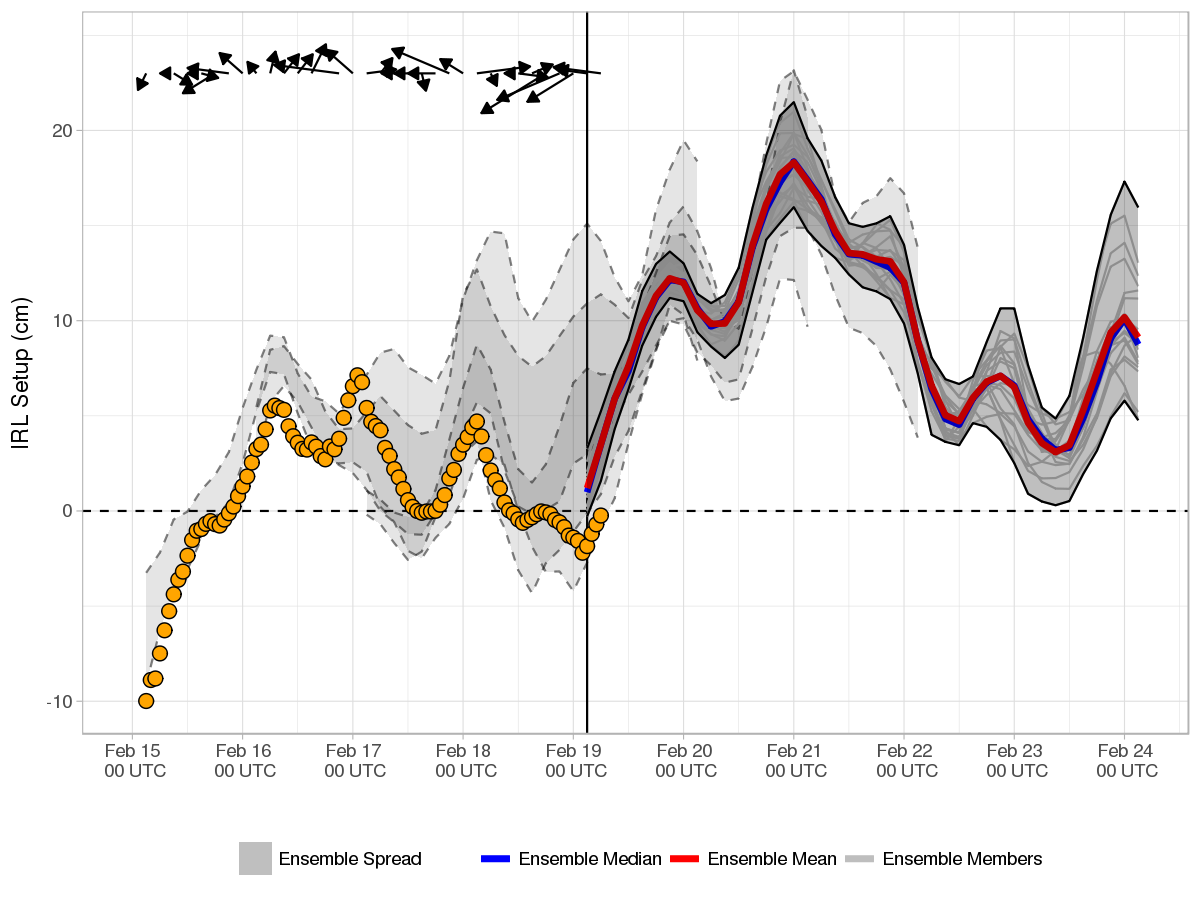 IRL Setup (cm)
20
10
0
-10
Feb 15 Feb 16 Feb 17 Feb 18 Feb 19 Feb 20 Feb 21 Feb 22 Feb 23 Feb 24
00 UTC 00 UTC 00 UTC 00 UTC 00 UTC 00 UTC 00 UTC 00 UTC 00 UTC 00 UTC
Ensemble Spread Ensemble Median Ensemble Mean Ensemble Members